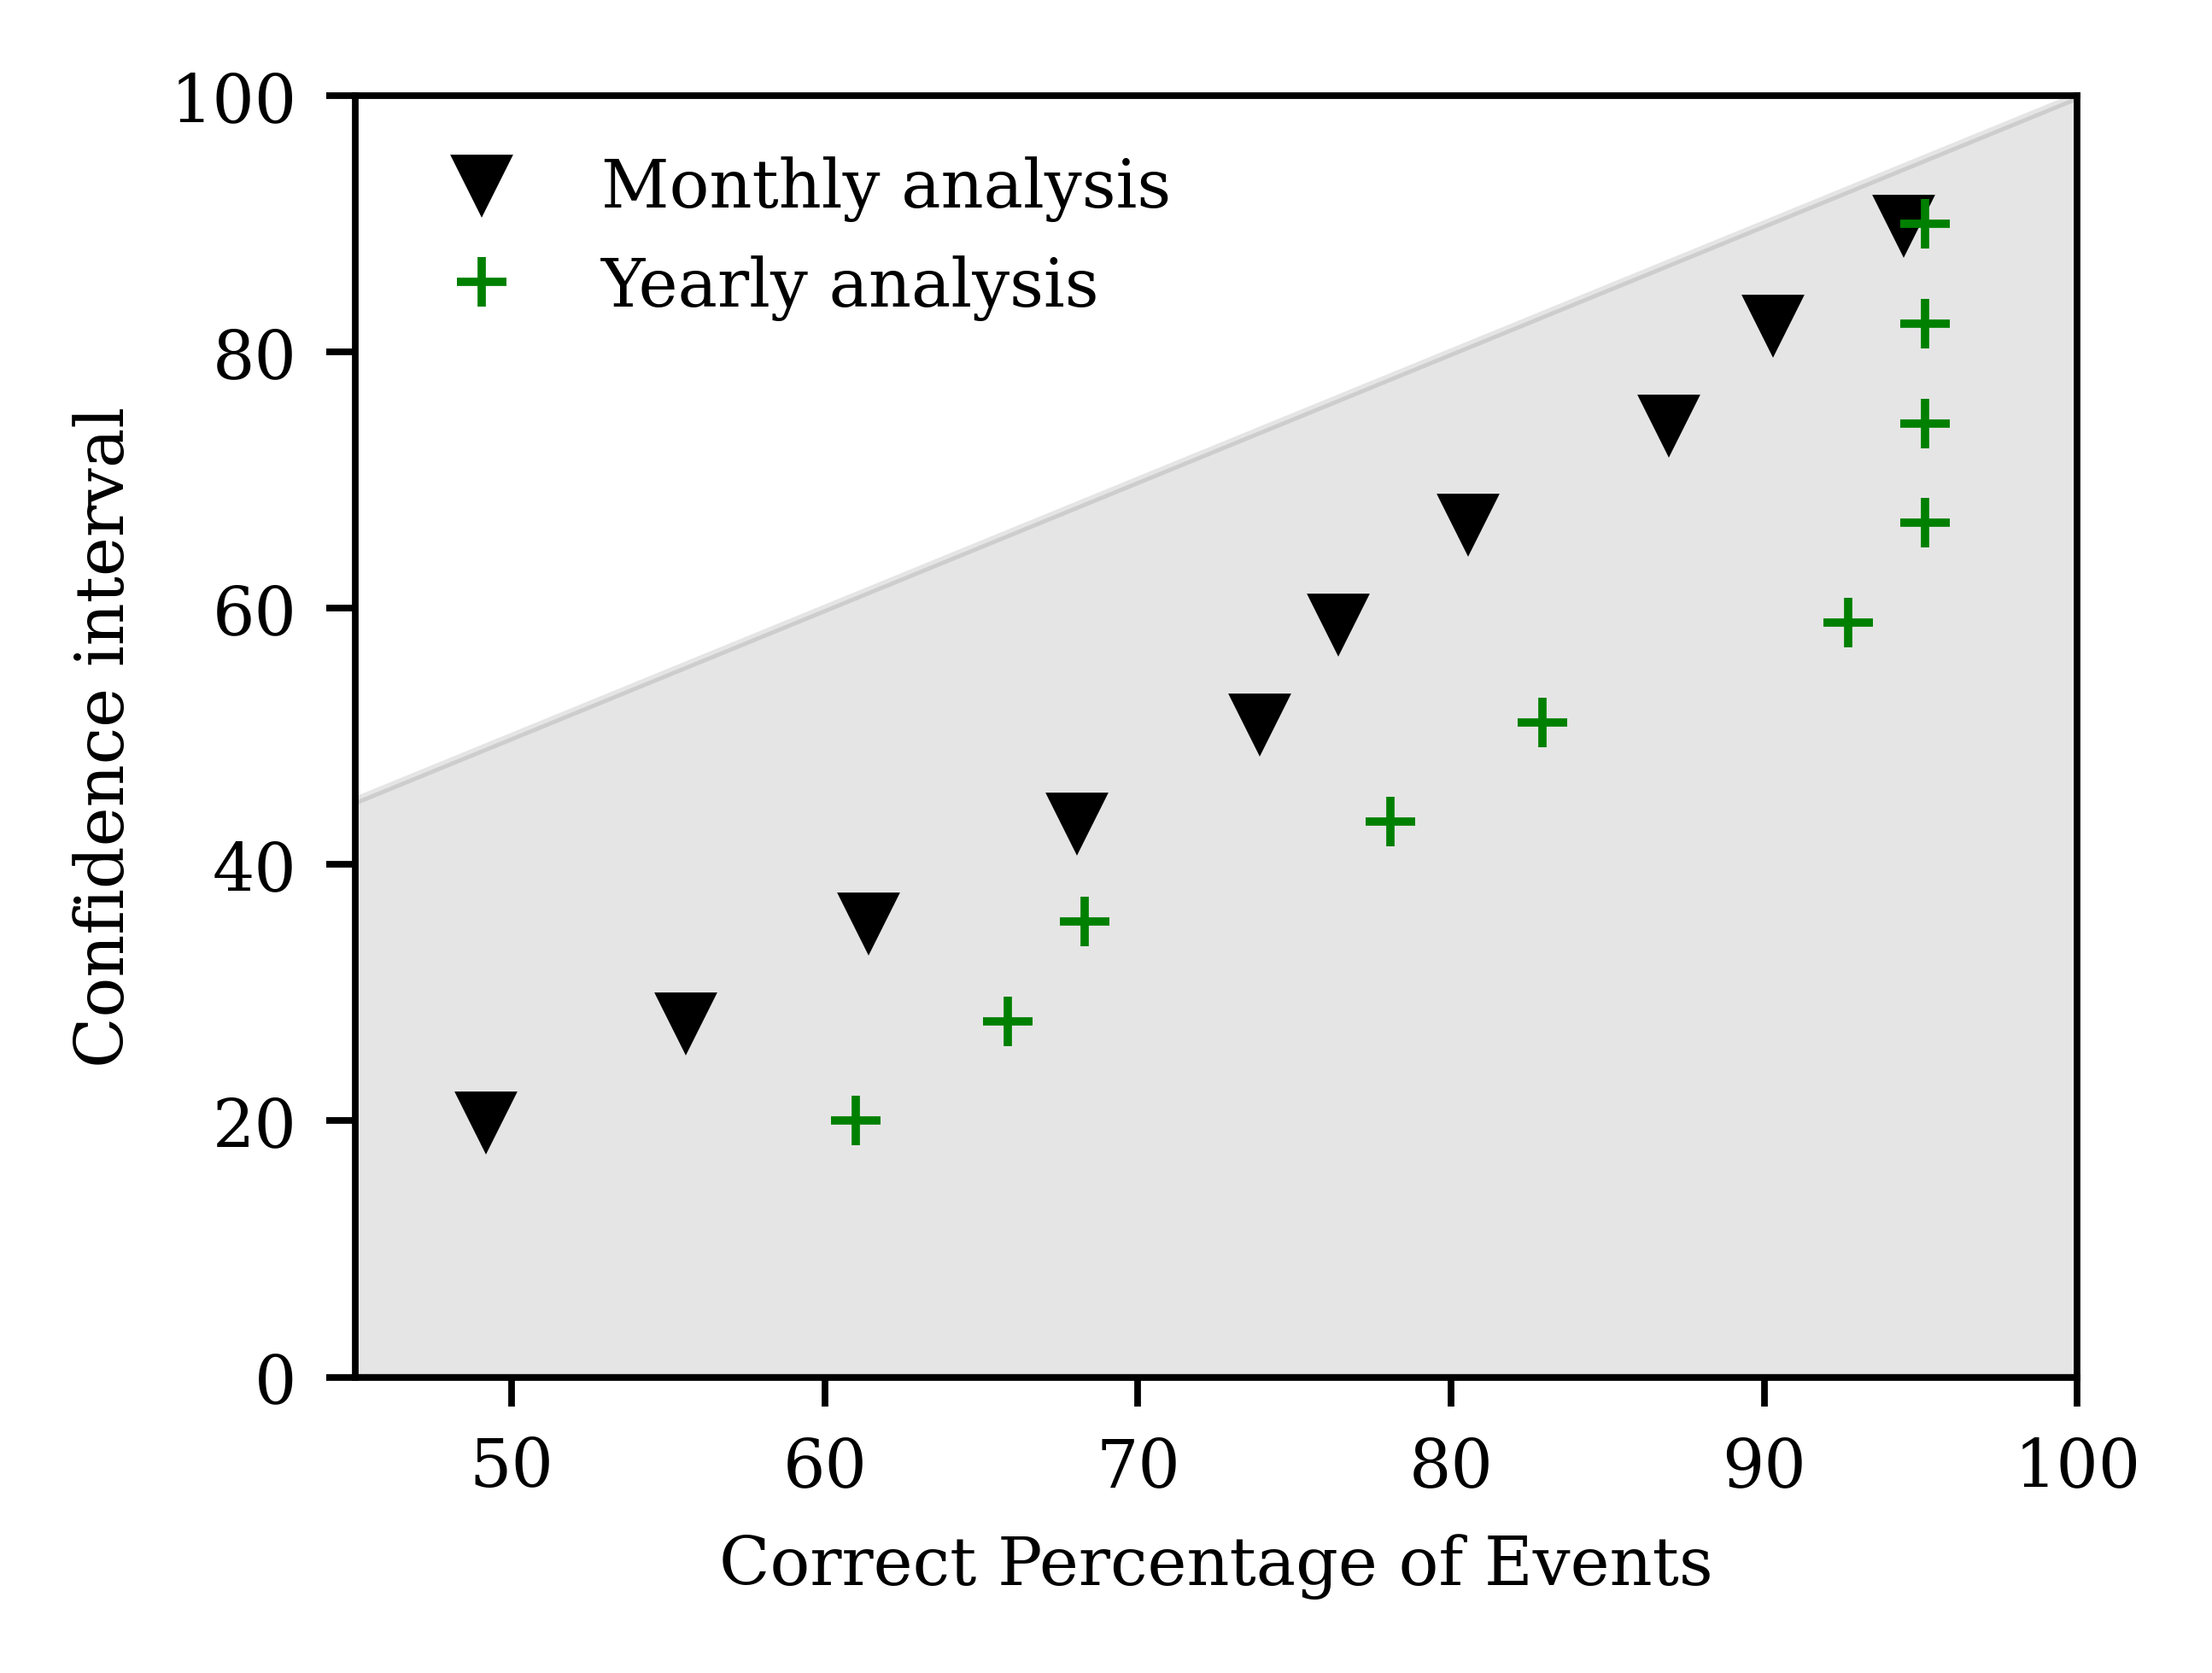 100
80
60
40
20
0
Confidence interval
Monthly analysis
Yearly analysis
50 60 70 80 90 100
Correct Percentage of Events